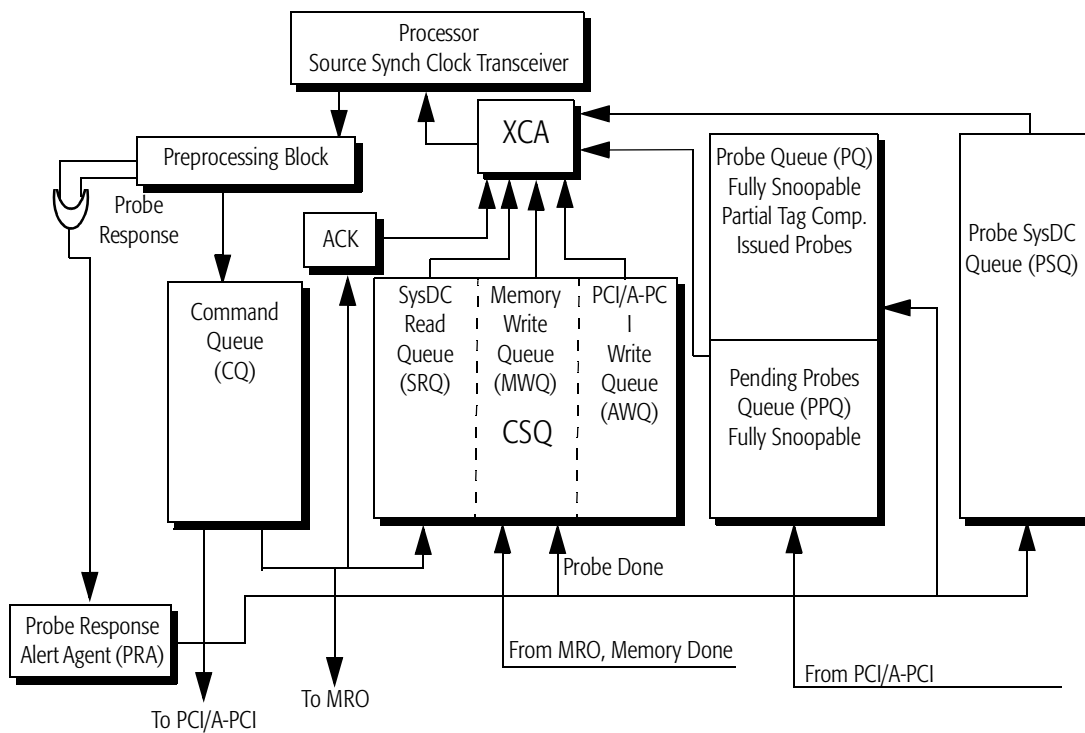 Processor
Source Synch Clock Transceiver
XCA
Preprocessing Block
Probe
Response
ACK
Probe Queue (PQ)
Fully Snoopable
Partial Tag Comp.
Issued Probes
Probe SysDC
Queue (PSQ)
Command
Queue
(CQ)
SysDC
Read
Queue
(SRQ)
Memory
Write
Queue
(MWQ)
CSQ
PCI/A-PC
I
Write
Queue
(AWQ)
Pending Probes
Queue (PPQ)
Fully Snoopable
Probe Done
Probe Response
Alert Agent (PRA)
From MRO, Memory Done
From PCI/A-PCI
To MRO
To PCI/A-PCI